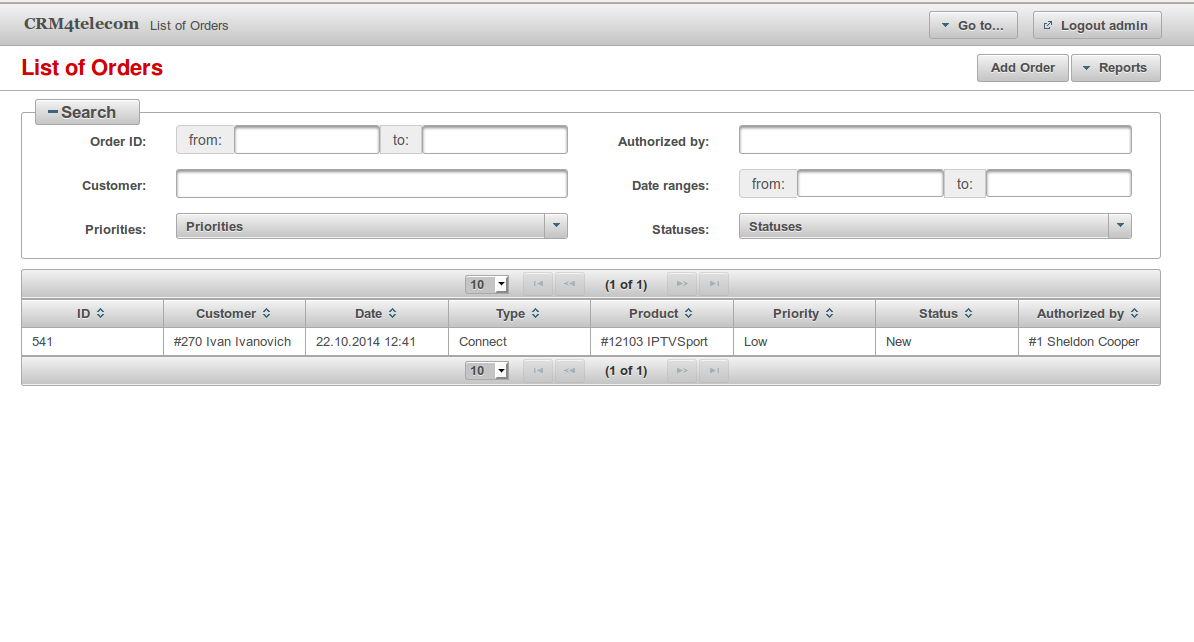 CRM4telecom List of Orders Go to... Logout admin
List of Orders Add Order Reports
Search
Order ID: from: to: Authorized by:
Customer: Date ranges: from: to:
Priorities: Priorities Statuses: Statuses
10 (1 of 1)
ID Customer Date Type Product Priority Status Authorized by
541 #270 Ivan Ivanovich 22.10.2014 12:41 Connect #12103 IPTVSport Low New #1 Sheldon Cooper
10 (1 of 1)